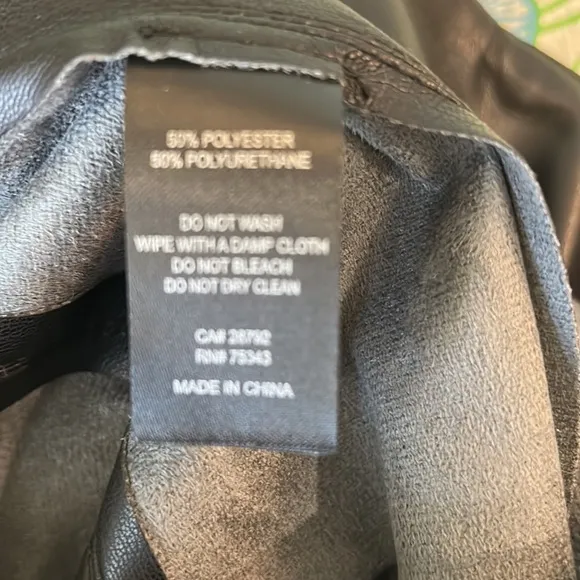 50% POLYESTER
50% POLYURETHANE
DO NOT WASH
WIPE WITH A DAMP CLOTH
DO NOT BLEACH
DO NOT DRY CLEAN
CA# 28792
RN# 75343
MADE IN CHINA